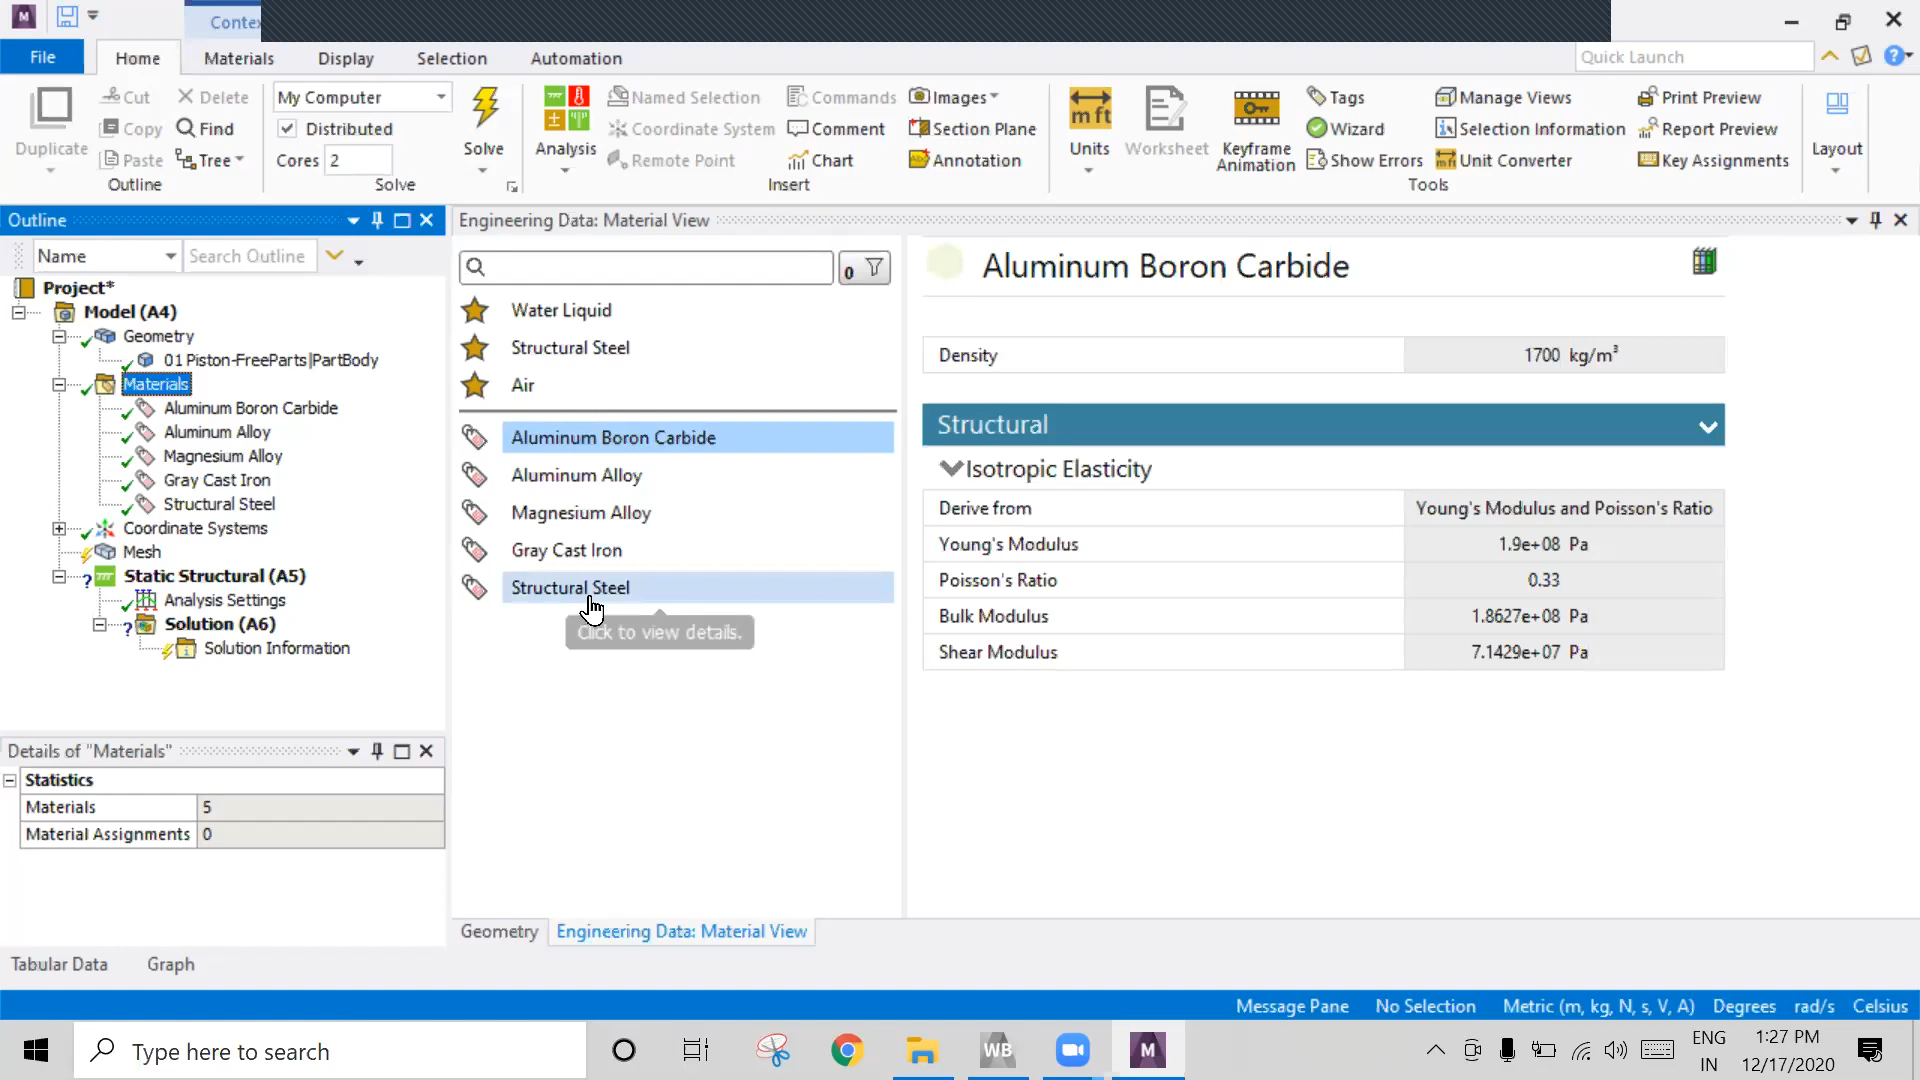 M
Conte
File
Home
Materials
Display
Selection
Automation
Quick Launch
Duplicate
Cut
Copy
Paste
Delete
Find
Tree
Outline
My Computer
Distributed
Cores 2
Solve
Solve
Analysis
Named Selection
Coordinate System
Remote Point
Commands
Comment
Chart
Images
Section Plane
Annotation
Insert
mft
Units
Worksheet
Keyframe
Animation
Tags
Wizard
Show Errors
Manage Views
Selection Information
Unit Converter
Print Preview
Report Preview
Key Assignments
Tools
Layout
Outline
Name
Search Outline
Project*
Model (A4)
Geometry
01 Piston-FreeParts|PartBody
Materials
Aluminum Boron Carbide
Aluminum Alloy
Magnesium Alloy
Gray Cast Iron
Structural Steel
Coordinate Systems
Mesh
Static Structural (A5)
Analysis Settings
Solution (A6)
Solution Information
Details of "Materials"
Statistics
Materials 5
Material Assignments 0
Engineering Data: Material View
0
Water Liquid
Structural Steel
Air
Aluminum Boron Carbide
Aluminum Alloy
Magnesium Alloy
Gray Cast Iron
Structural Steel
Click to view details.
Aluminum Boron Carbide
Density 1700 kg/m³
Structural
Isotropic Elasticity
Derive from Young's Modulus and Poisson's Ratio
Young's Modulus 1.9e+08 Pa
Poisson's Ratio 0.33
Bulk Modulus 1.8627e+08 Pa
Shear Modulus 7.1429e+07 Pa
Geometry
Engineering Data: Material View
Tabular Data
Graph
Message Pane
No Selection
Metric (m, kg, N, s, V, A)
Degrees
rad/s
Celsius
Type here to search
WB
M
ENG
IN
1:27 PM
12/17/2020